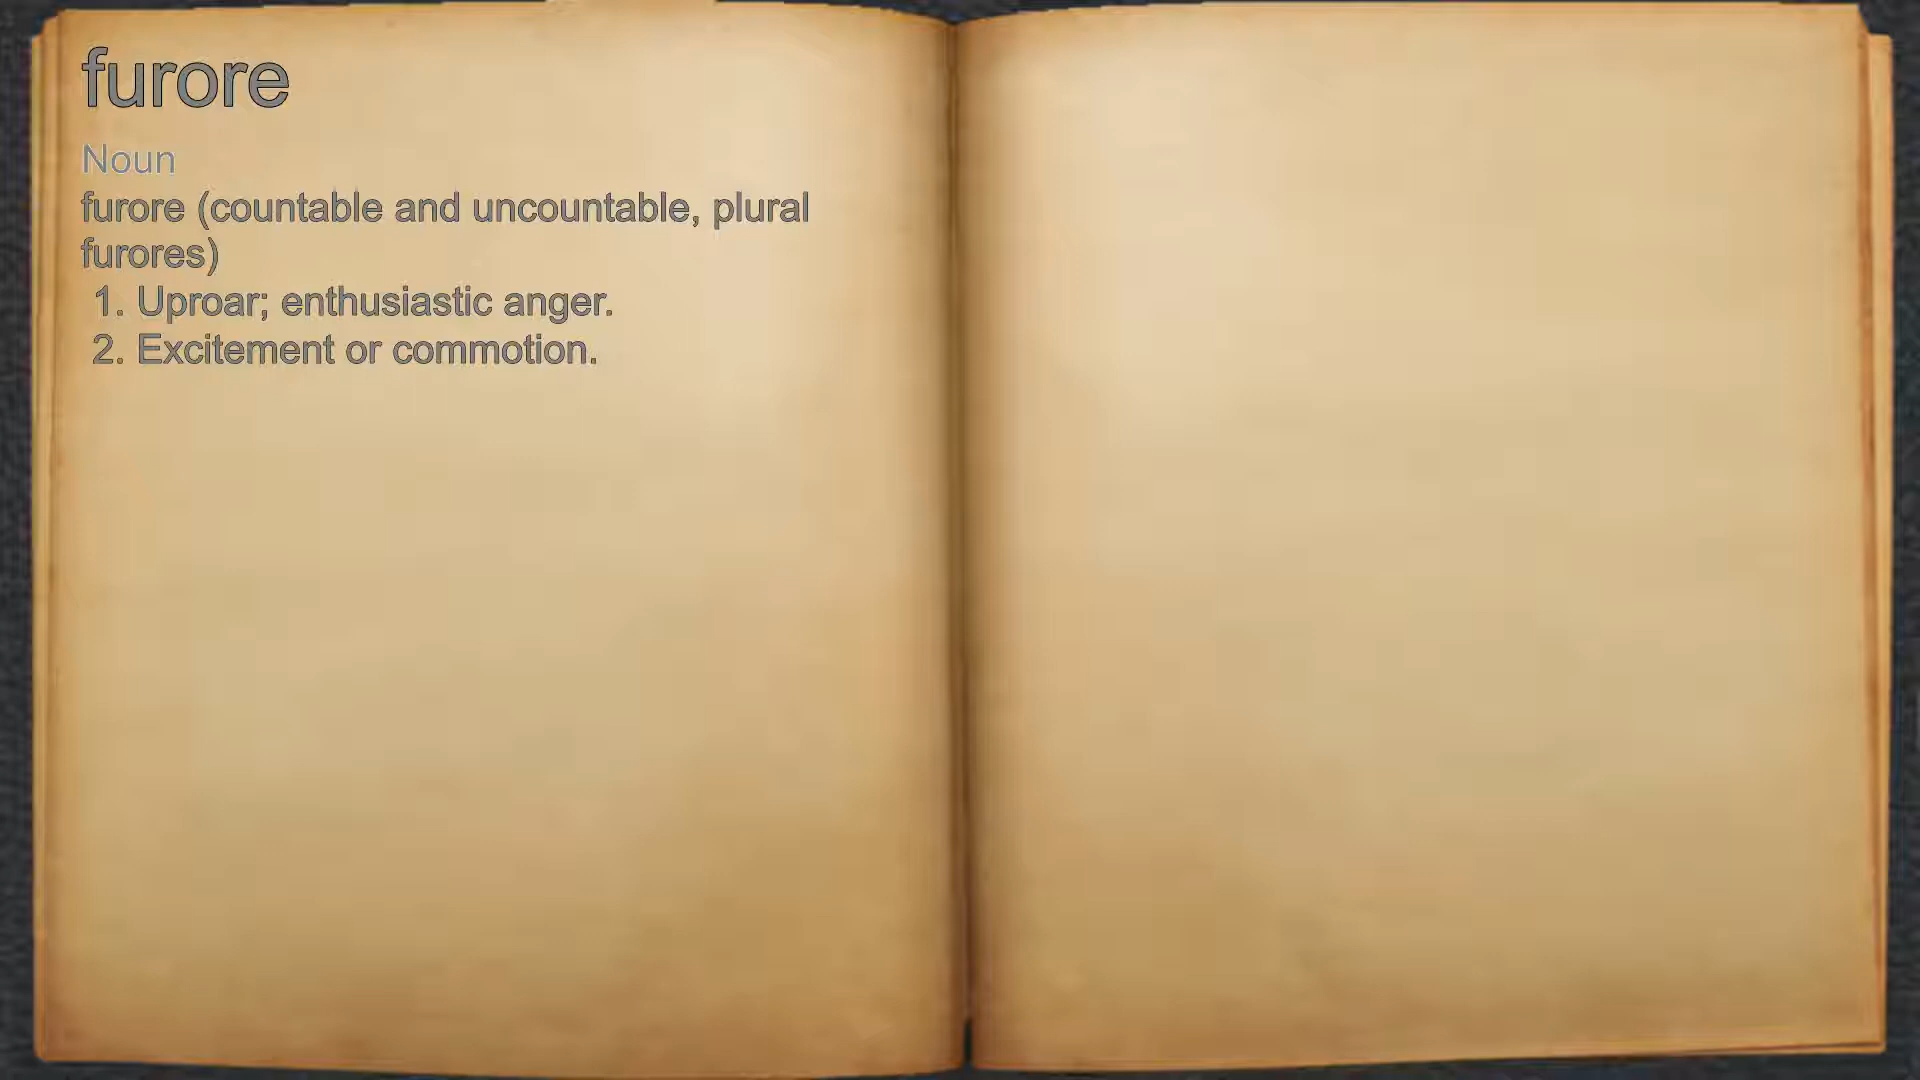 furore
Noun
furore (countable and uncountable, plural
furores)
1. Uproar; enthusiastic anger.
2. Excitement or commotion.